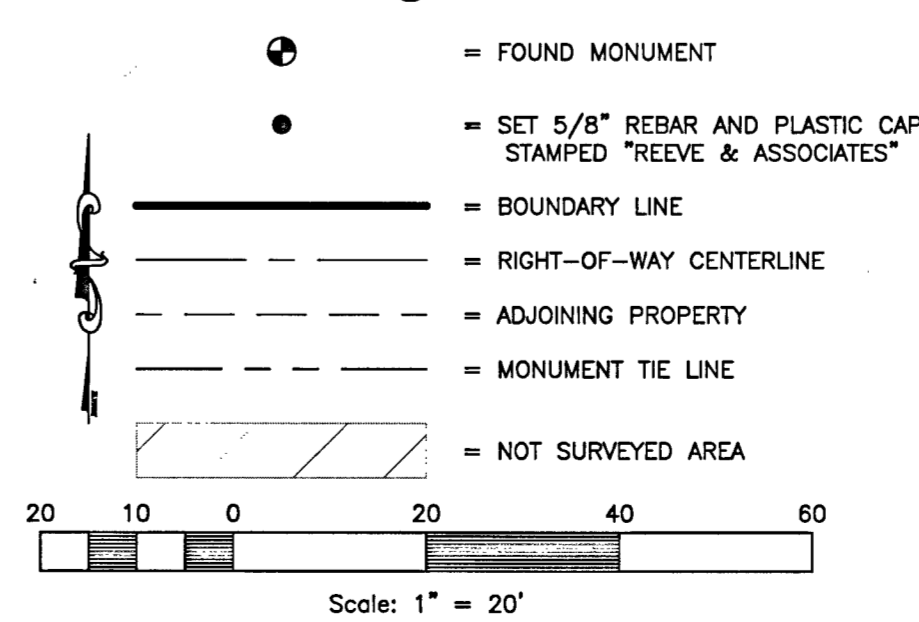 = FOUND MONUMENT
= SET 5/8" REBAR AND PLASTIC CAP
STAMPED "REEVE & ASSOCIATES"
= BOUNDARY LINE
= RIGHT-OF-WAY CENTERLINE
= ADJOINING PROPERTY
= MONUMENT TIE LINE
= NOT SURVEYED AREA
20 10 0 20 40 60
Scale: 1" = 20'